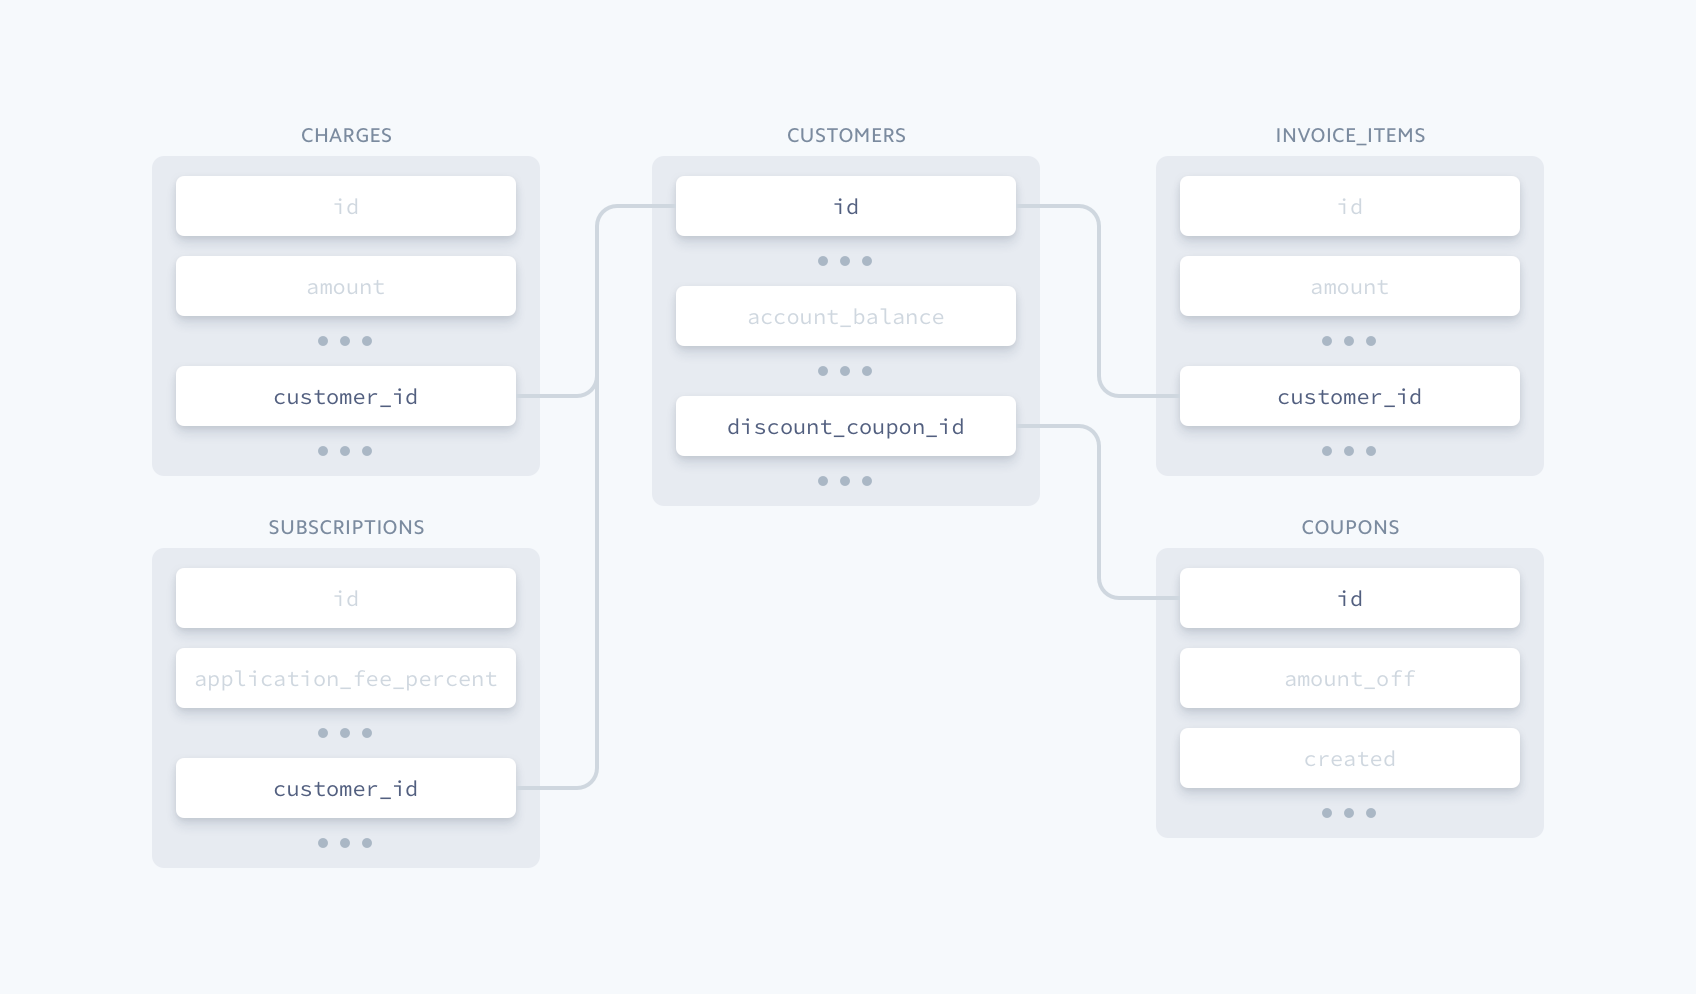 CHARGES
id
amount
customer_id
SUBSCRIPTIONS
id
application_fee_percent
customer_id
CUSTOMERS
id
account_balance
discount_coupon_id
INVOICE_ITEMS
id
amount
customer_id
COUPONS
id
amount_off
created